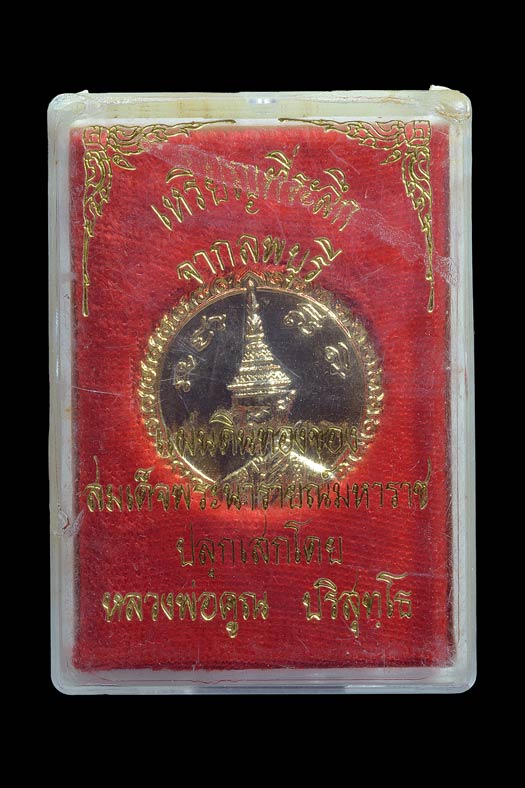 เหรียญที่ระลึก
จากลพบุรี
แผ่นดินทองของ
สมเด็จพระนารายณ์มหาราช
ปลุกเสกโดย
หลวงพ่อคูณ ปริสุทฺโธ